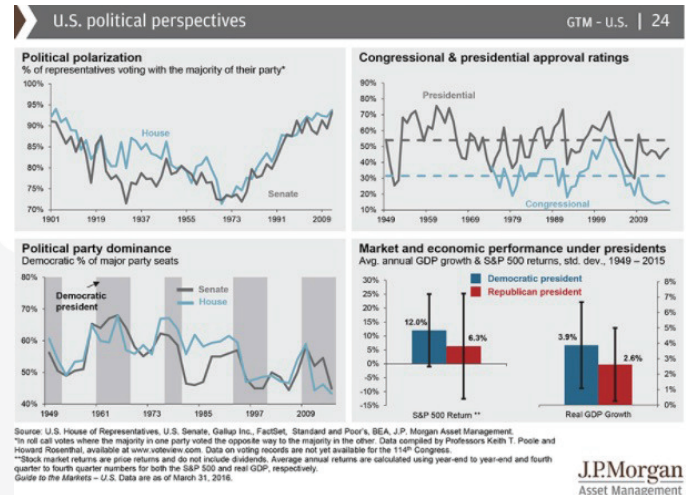 U.S. political perspectives
GTM – U.S. | 24
Political polarization
% of representatives voting with the majority of their party*
100%
95%
90%
85%
80%
75%
70%
House
Senate
1901 1919 1937 1955 1973 1991 2009
Congressional & presidential approval ratings
90%
80%
70%
60%
50%
40%
30%
20%
10%
Presidential
Congressional
1949 1959 1969 1979 1989 1999 2009
Political party dominance
Democratic % of major party seats
80%
70%
60%
50%
40%
Democratic
president
Senate
House
1949 1961 1973 1985 1997 2009
Market and economic performance under presidents
Avg. annual GDP growth & S&P 500 returns, std. dev., 1949 – 2015
30%
25%
20%
15%
10%
5%
0%
-5%
-10%
-15%
Democratic president
Republican president
12.0%
6.3%
3.9%
2.6%
8%
7%
6%
5%
4%
3%
2%
1%
0%
S&P 500 Return **
Real GDP Growth
Source: U.S. House of Representatives, U.S. Senate, Gallup Inc., FactSet, Standard and Poor's, BEA, J.P. Morgan Asset Management.
*In roll call votes where the majority in one party voted the opposite way to the majority in the other. Data compiled by Professors Keith T. Poole and
Howard Rosenthal, available at www.voteview.com. Data on voting records are not yet available for the 114th Congress.
**Stock market returns are price returns and do not include dividends. Average annual returns are calculated using year-end to year-end and fourth
quarter to fourth quarter numbers for both the S&P 500 and real GDP, respectively.
Guide to the Markets – U.S. Data are as of March 31, 2016.
J.P.Morgan
Asset Management